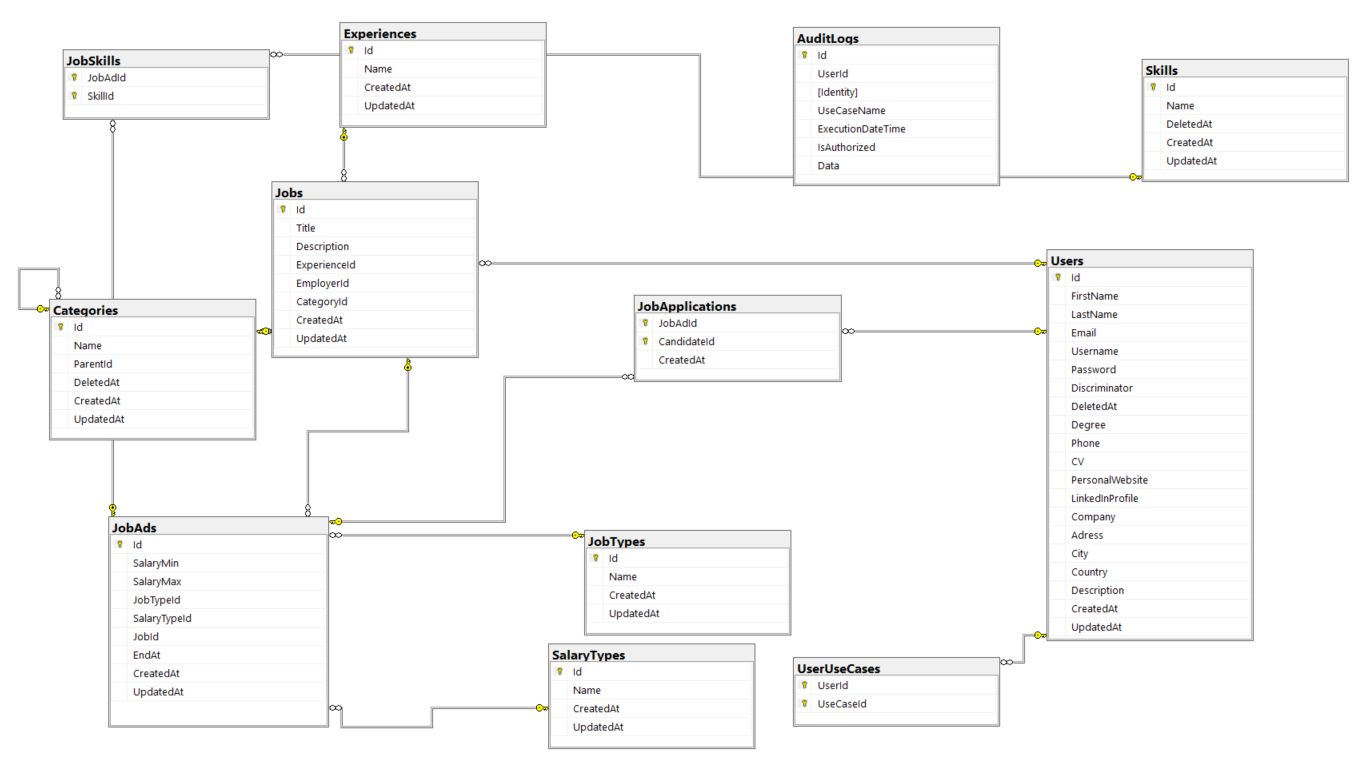 Experiences
Id
Name
CreatedAt
UpdatedAt
JobSkills
JobAdId
SkillId
AuditLogs
Id
UserId
[Identity]
UseCaseName
ExecutionDateTime
IsAuthorized
Data
Skills
Id
Name
DeletedAt
CreatedAt
UpdatedAt
Jobs
Id
Title
Description
ExperienceId
EmployerId
CategoryId
CreatedAt
UpdatedAt
Users
Id
FirstName
LastName
Email
Username
Password
Discriminator
DeletedAt
Degree
Phone
CV
PersonalWebsite
LinkedInProfile
Company
Adress
City
Country
Description
CreatedAt
UpdatedAt
Categories
Id
Name
ParentId
DeletedAt
CreatedAt
UpdatedAt
JobApplications
JobAdId
CandidateId
CreatedAt
JobAds
Id
SalaryMin
SalaryMax
JobTypeId
SalaryTypeId
JobId
EndAt
CreatedAt
UpdatedAt
JobTypes
Id
Name
CreatedAt
UpdatedAt
SalaryTypes
Id
Name
CreatedAt
UpdatedAt
UserUseCases
UserId
UseCaseId